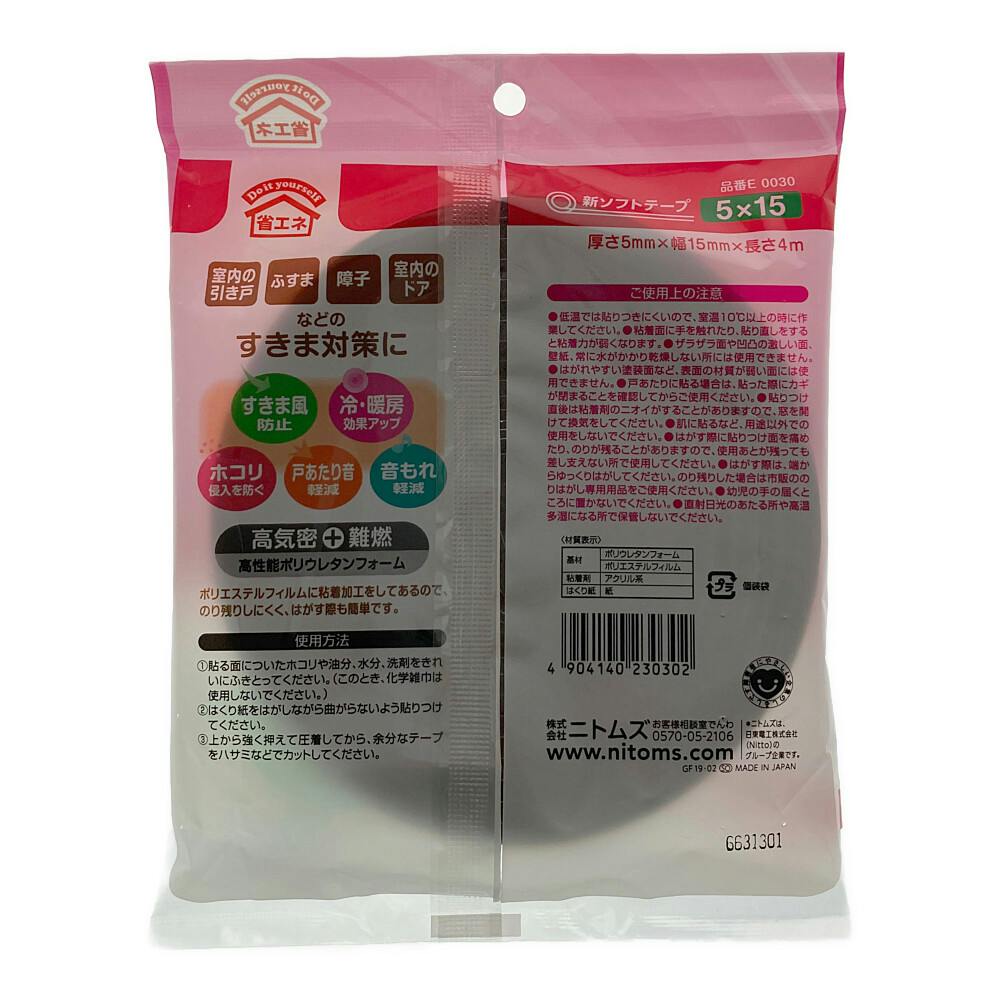 Do it yourself
省エネ
Do it yourself
省エネ
室内の
引き戸
ふすま
障子
室内の
ドア
などの
すきま対策に
すきま風
防止
冷・暖房
効果アップ
ホコリ
侵入を防ぐ
戸あたり音
軽減
音もれ
軽減
高気密+難燃
高性能ポリウレタンフォーム
ポリエステルフィルムに粘着加工をしてあるので
のり残りしにくく、はがす際も簡単です。
使用方法
①貼る面についたホコリや油分、水分、洗剤をきれ
いにふきとってください。(このとき、化学雑巾は
使用しないでください。)
②はくり紙をはがしながら曲がらないよう貼りつけ
てください。
③上から強く押えて圧着してから、余分なテープ
をハサミなどでカットしてください。
品番E 0030
新ソフトテープ 5×15
厚さ5mm×幅15mm×長さ4m
ご使用上の注意
●低温では貼りつきにくいので、室温10℃以上の時に作
業してください。●粘着面に手を触れたり、貼り直しをする
と粘着力が弱くなります。●ザラザラ面や凹凸の激しい面、
壁紙、常に水がかかり乾燥しない所には使用できません。
●はがれやすい塗装面など、表面の材質が弱い面には使
用できません。●戸あたりに貼る場合は、貼った際にカギ
が閉まることを確認してからご使用ください。●貼りつけ
直後は粘着剤のニオイがすることがありますので、窓を開
けて換気をしてください。●肌に貼るなど、用途以外での
使用をしないでください。●はがす際に貼りつけ面を痛め
たり、のりが残ることがありますので、使用あとが残っても
差し支えない所で使用してください。●はがす際は、端か
らゆっくりはがしてください。のり残りした場合は市販のの
りはがし専用用品をご使用ください。●幼児の手の届くと
ころに置かないでください。●直射日光のあたる所や高温
多湿になる所で保管しないでください。
〈材質表示〉
基材 ポリウレタンフォーム
ポリエステルフィルム
粘着剤 アクリル系
はくり紙 紙
プラ 個装袋
4 904140 230302
株式
会社 ニトムズ お客様相談室でんわ
0570-05-2106
www.nitoms.com
*ニトムズは、
日東電工株式会社
(Nitto)の
グループ企業です。
GF19-02 SO MADE IN JAPAN
6631301